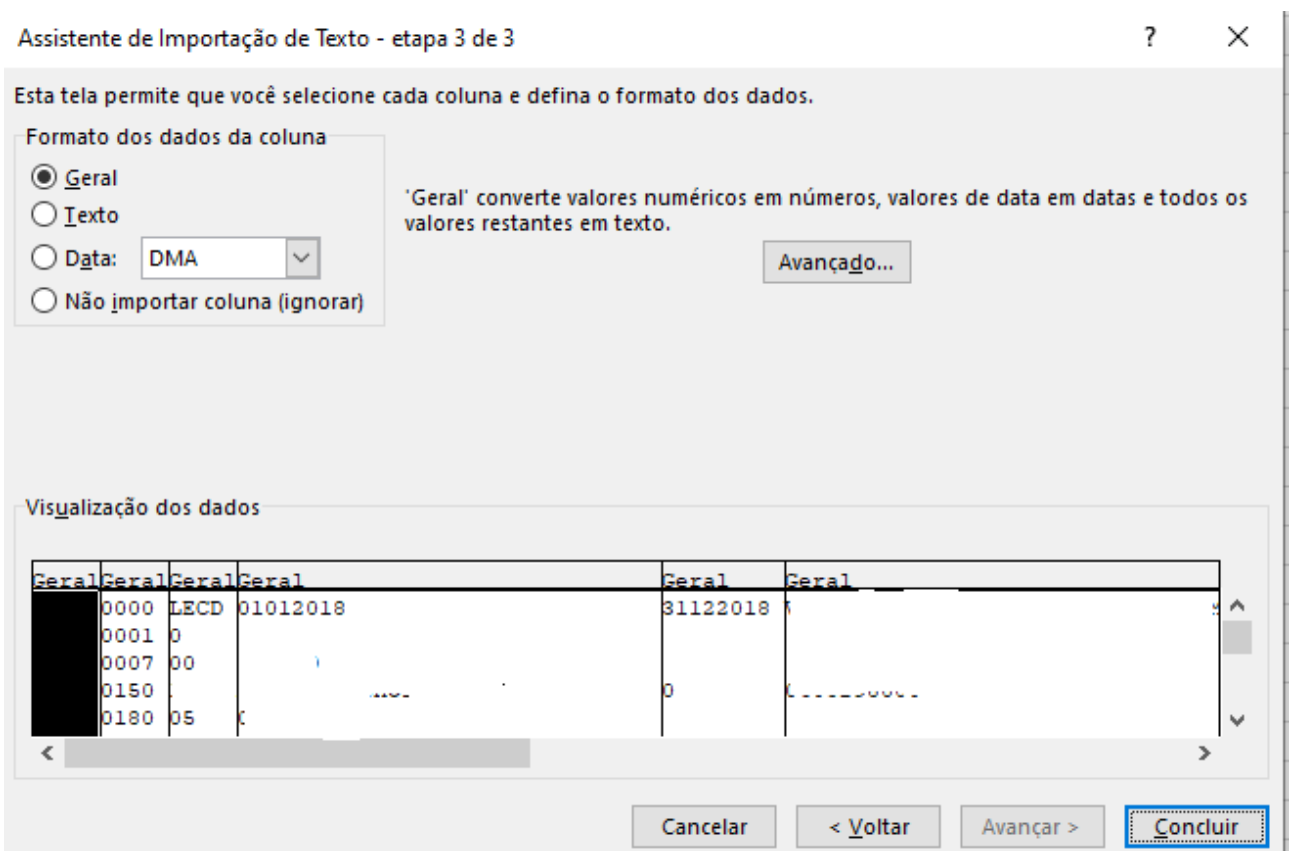 Assistente de Importação de Texto - etapa 3 de 3 ?
Esta tela permite que você selecione cada coluna e defina o formato dos dados.
Formato dos dados da coluna
Geral
Texto
Data: DMA
Não importar coluna (ignorar)
'Geral' converte valores numéricos em números, valores de data em datas e todos os
valores restantes em texto.
Avançado...
Visualização dos dados
Geral Geral Geral Geral Geral Geral
0000 LECD 01012018 31122018
0001 0
0007 00
0150 0
0180 05
Cancelar < Voltar Avançar > Concluir